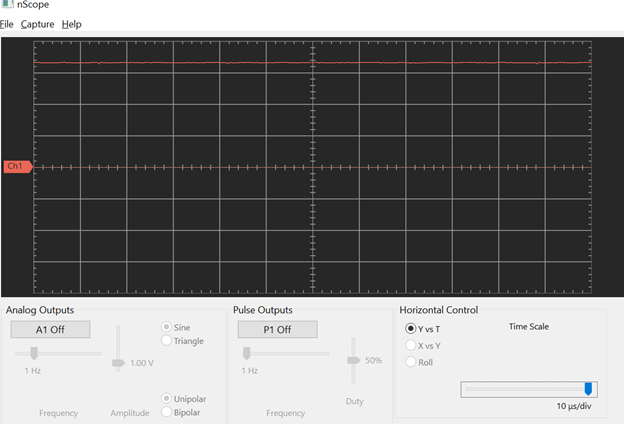 nScope
File Capture Help
Ch1
Analog Outputs
A1 Off
Sine
Triangle
1 Hz
1.00 V
Unipolar
Bipolar
Frequency
Amplitude
Pulse Outputs
P1 Off
1 Hz
50%
Duty
Frequency
Horizontal Control
Y vs T
X vs Y
Roll
Time Scale
10 µs/div